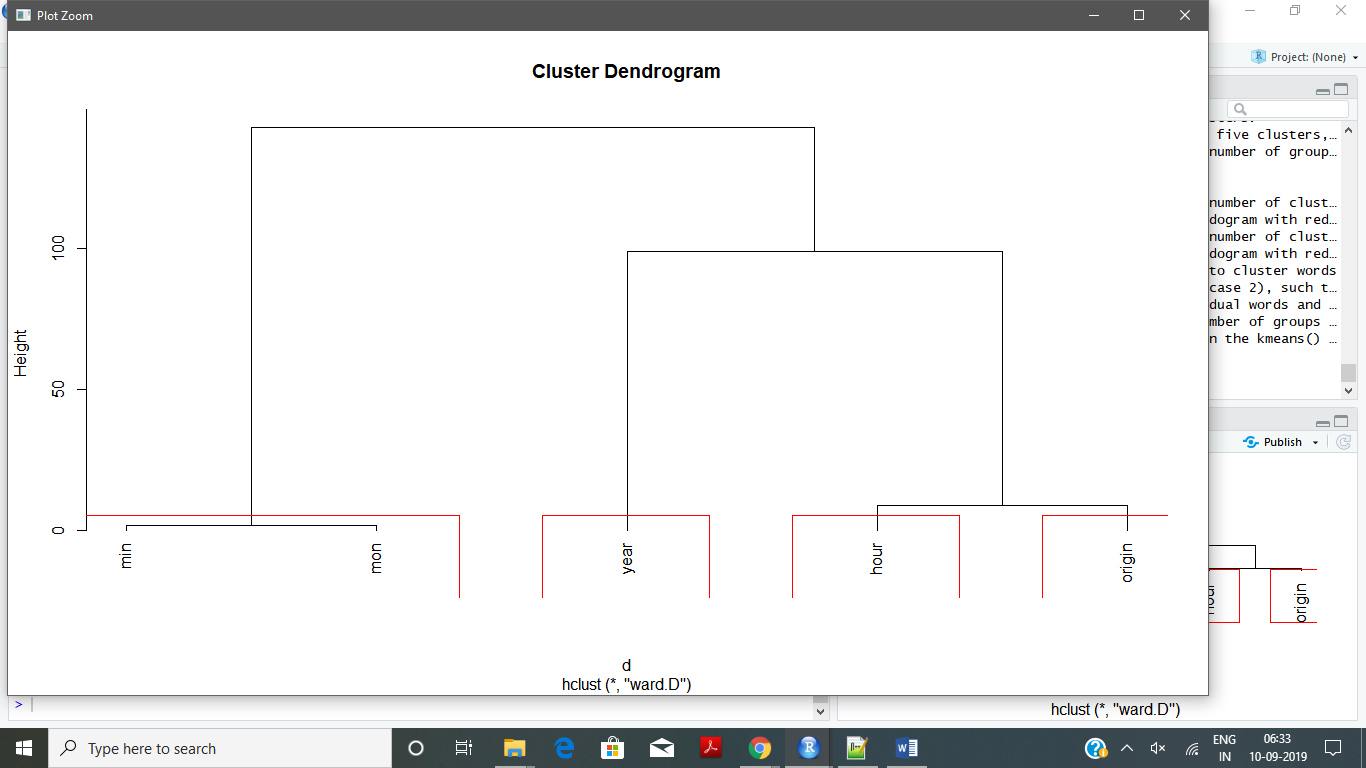 Plot Zoom
Project: (None)
Cluster Dendrogram
Height
0
50
100
min
mon
year
hour
origin
d
hclust (*, "ward.D")
five clusters,…
number of group…
number of clust…
dogram with red…
number of clust…
dogram with red…
to cluster words
case 2), such t…
dual words and …
mber of groups …
n the kmeans() …
Publish
origin
hclust (*, "ward.D")
>
Type here to search
ENG
IN
06:33
10-09-2019